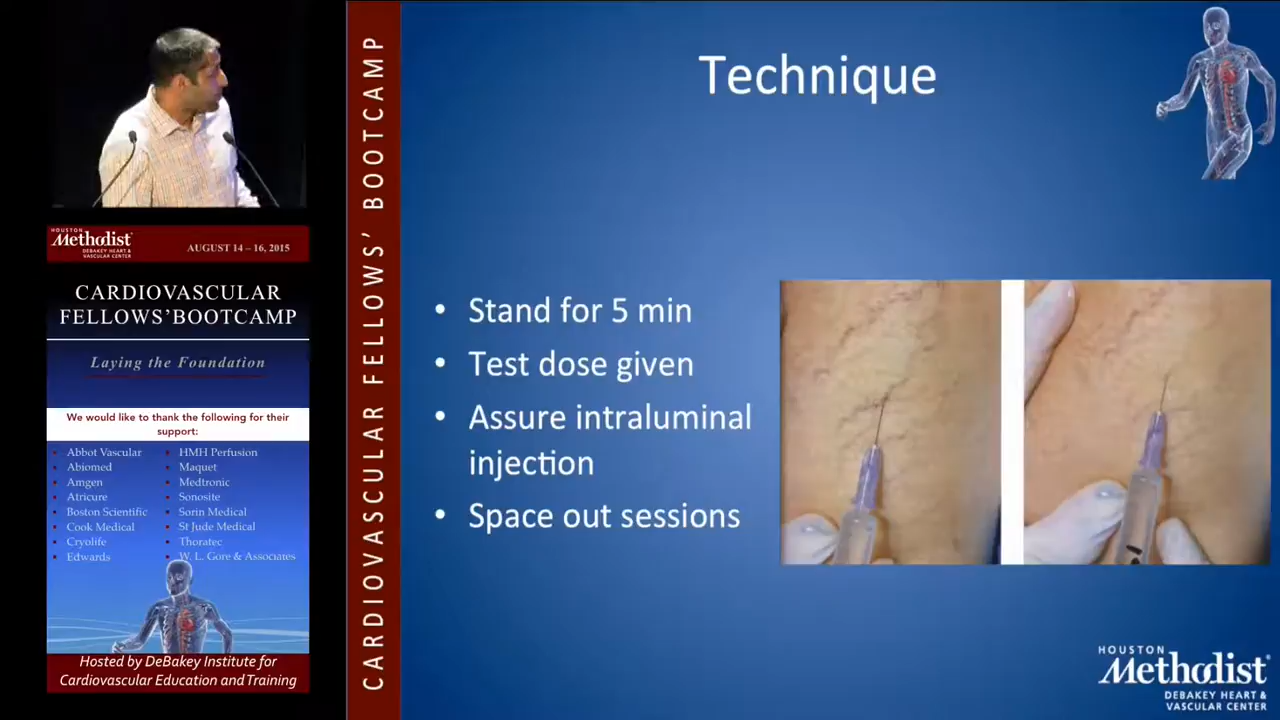 HOUSTON
Methodist
DEBAKEY HEART &
VASCULAR CENTER
AUGUST 14 – 16, 2015
CARDIOVASCULAR
FELLOWS'BOOTCAMP
Laying the Foundation
We would like to thank the following for their
support:
• Abbot Vascular
• Abiomed
• Amgen
• Atricure
• Boston Scientific
• Cook Medical
• Cryolife
• Edwards
• HMH Perfusion
• Maquet
• Medtronic
• Sonosite
• Sorin Medical
• St Jude Medical
• Thoratec
• W. L. Gore & Associates
Hosted by DeBakey Institute for
Cardiovascular Education and Training
CARDIOVASCULAR FELLOWS' BOOTCAMP
Technique
• Stand for 5 min
• Test dose given
• Assure intraluminal
injection
• Space out sessions
HOUSTON
Methodist
DEBAKEY HEART &
VASCULAR CENTER